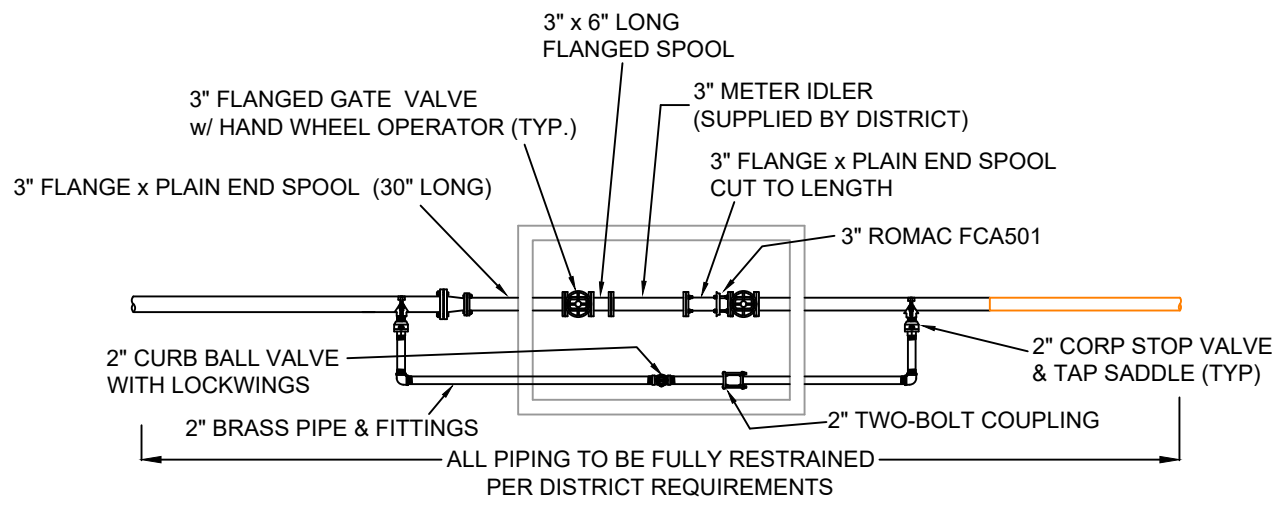 3" x 6" LONG
FLANGED SPOOL
3" FLANGED GATE VALVE
w/ HAND WHEEL OPERATOR (TYP.)
3" METER IDLER
(SUPPLIED BY DISTRICT)
3" FLANGE x PLAIN END SPOOL (30" LONG)
3" FLANGE x PLAIN END SPOOL
CUT TO LENGTH
3" ROMAC FCA501
2" CURB BALL VALVE
WITH LOCKWINGS
2" CORP STOP VALVE
& TAP SADDLE (TYP)
2" BRASS PIPE & FITTINGS
2" TWO-BOLT COUPLING
ALL PIPING TO BE FULLY RESTRAINED
PER DISTRICT REQUIREMENTS